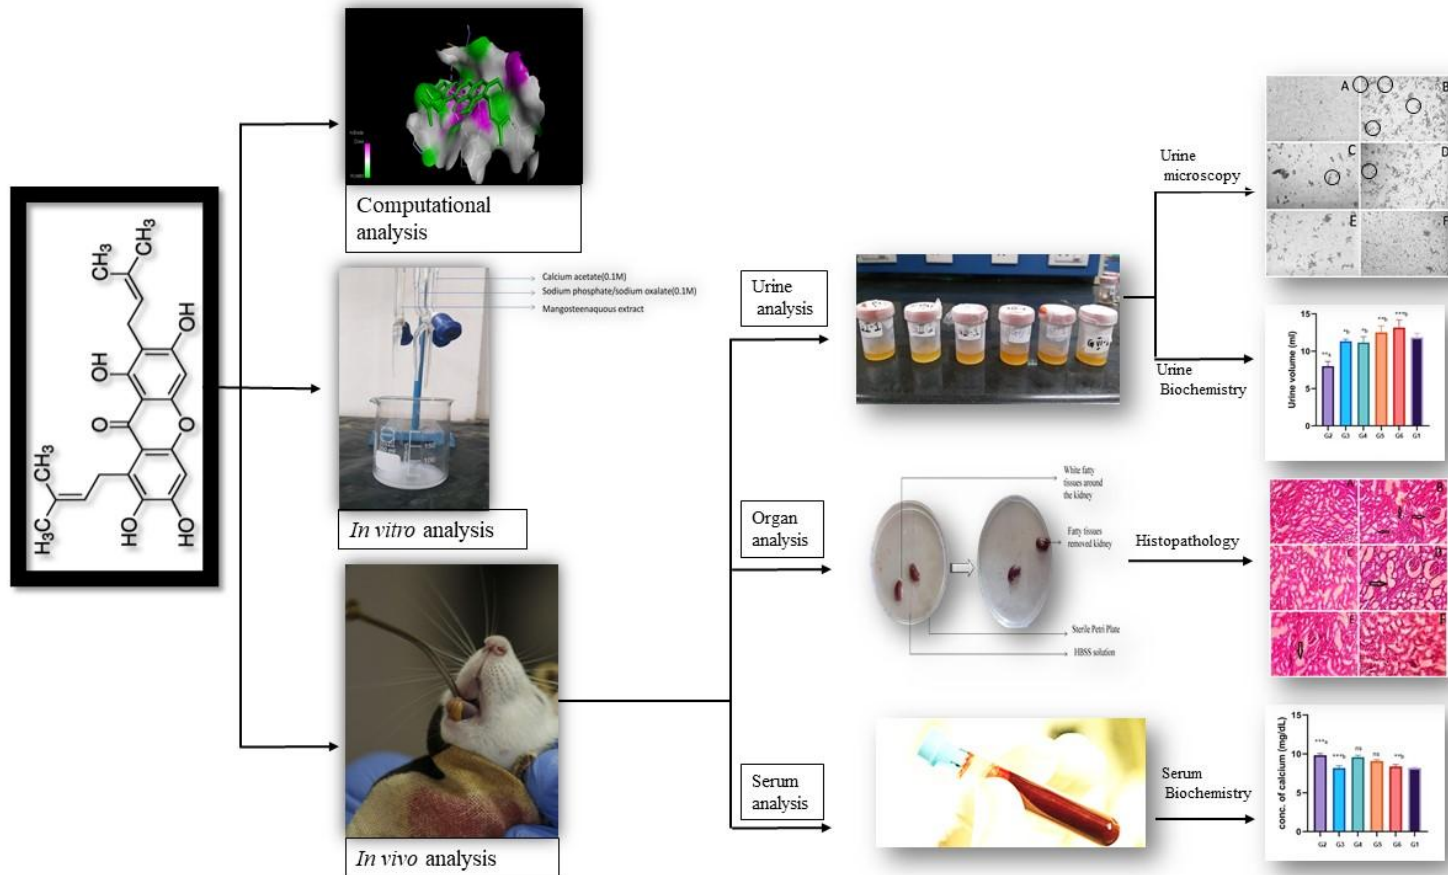 CH₃
CH₃
OH
OH
O
O
CH₃
H₃C
HO
HO
Computational
analysis
Calcium acetate(0.1M)
Sodium phosphate/sodium oxalate(0.1M)
Mangosteenaquous extract
In vitro analysis
In vivo analysis
Urine
analysis
Organ
analysis
Serum
analysis
Urine
microscopy
Urine
Biochemistry
White fatty
tissues around
the kidney
Fatty tissues
removed kidney
Sterile Petri Plate
HBSS solution
Histopathology
Serum
Biochemistry
A
B
C
D
E
F
Urine volume (ml)
15
10
5
0
**a
*b
*b
**b
***b
G2 G3 G4 G5 G6 G1
A
B
C
D
E
F
conc. of calcium (mg/dL)
15
10
5
0
***a
***b
ns
ns
**b
G2 G3 G4 G5 G6 G1